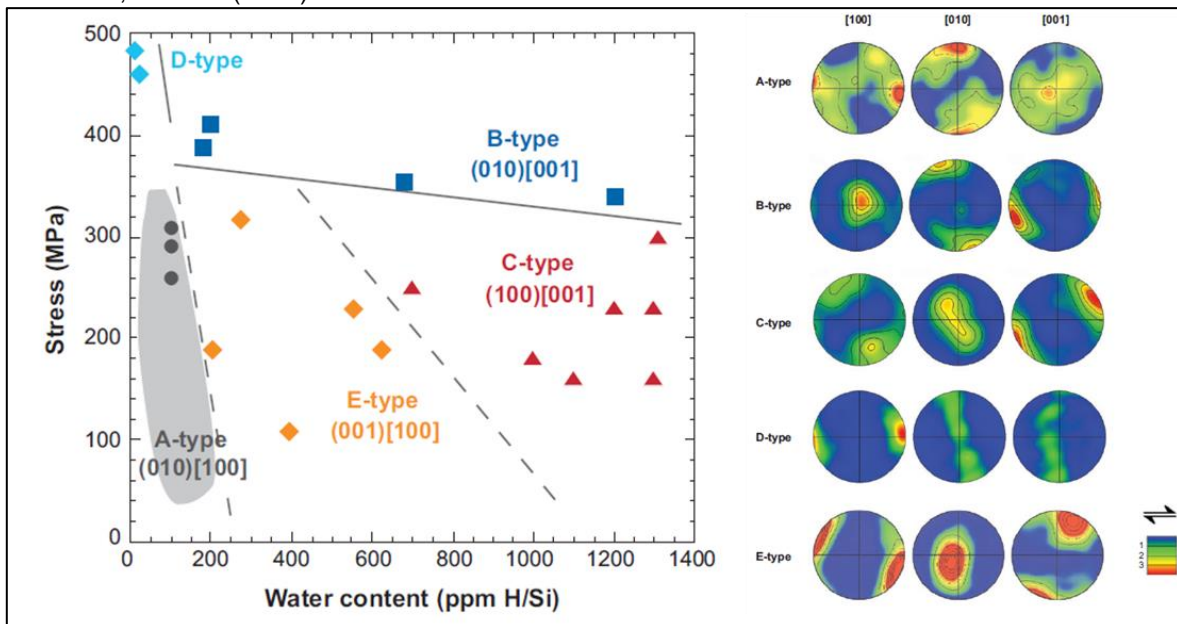 500
400
300
200
100
0
Stress (MPa)
D-type
B-type
(010)[001]
C-type
(100)[001]
E-type
(001)[100]
A-type
(010)[100]
0 200 400 600 800 1000 1200 1400
Water content (ppm H/Si)
[100] [010] [001]
A-type
B-type
C-type
D-type
E-type
1
2
3